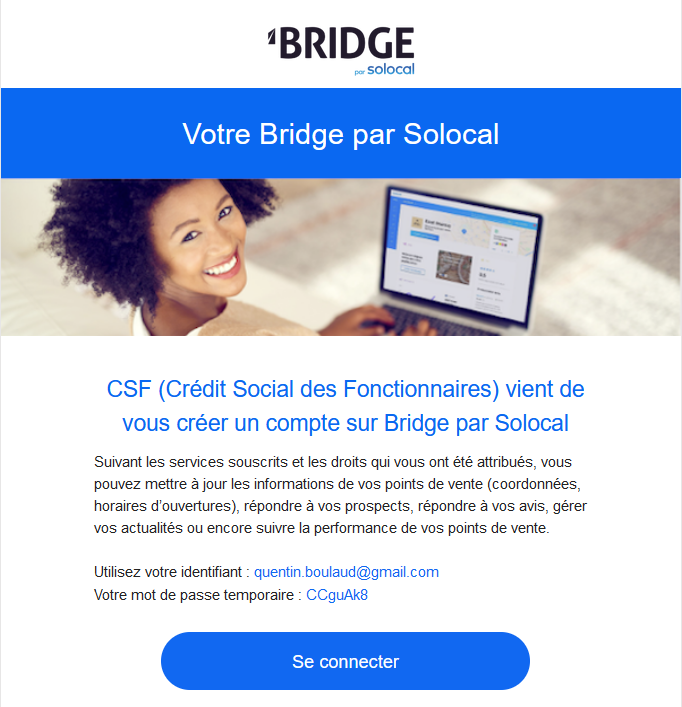 BRIDGE
par solocal
Votre Bridge par Solocal
CSF (Crédit Social des Fonctionnaires) vient de
vous créer un compte sur Bridge par Solocal
Suivant les services souscrits et les droits qui vous ont été attribués, vous
pouvez mettre à jour les informations de vos points de vente (coordonnées,
horaires d’ouvertures), répondre à vos prospects, répondre à vos avis, gérer
vos actualités ou encore suivre la performance de vos points de vente.
Utilisez votre identifiant : quentin.boulaud@gmail.com
Votre mot de passe temporaire : CCguAk8
Se connecter